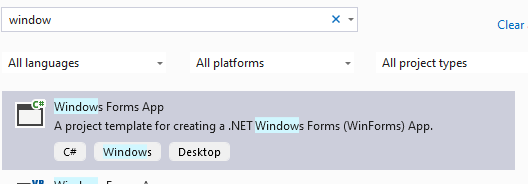 window
Clear
All languages
All platforms
All project types
C#
Windows Forms App
A project template for creating a .NET Windows Forms (WinForms) App.
C#
Windows
Desktop